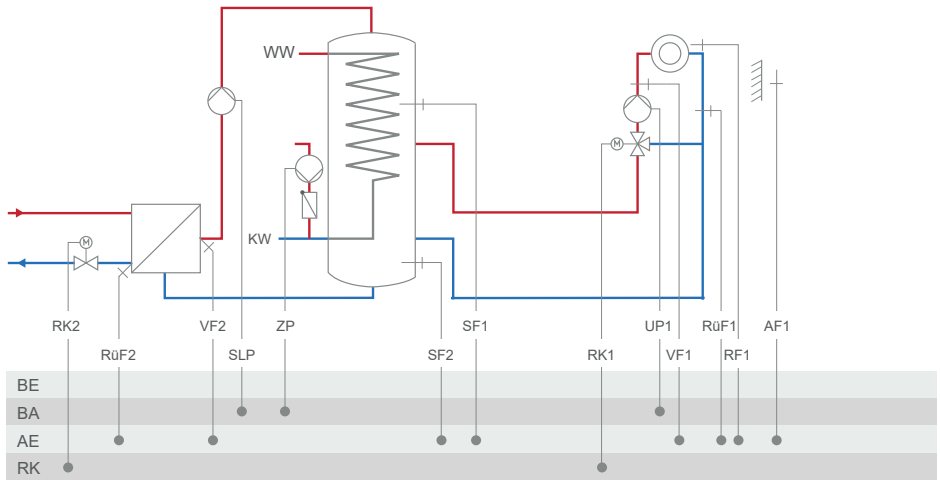 WW
M
KW
M
RK2
VF2
ZP
SF1
UP1
RüF1
AF1
RüF2
SLP
SF2
RK1
VF1
RF1
BE
BA
AE
RK